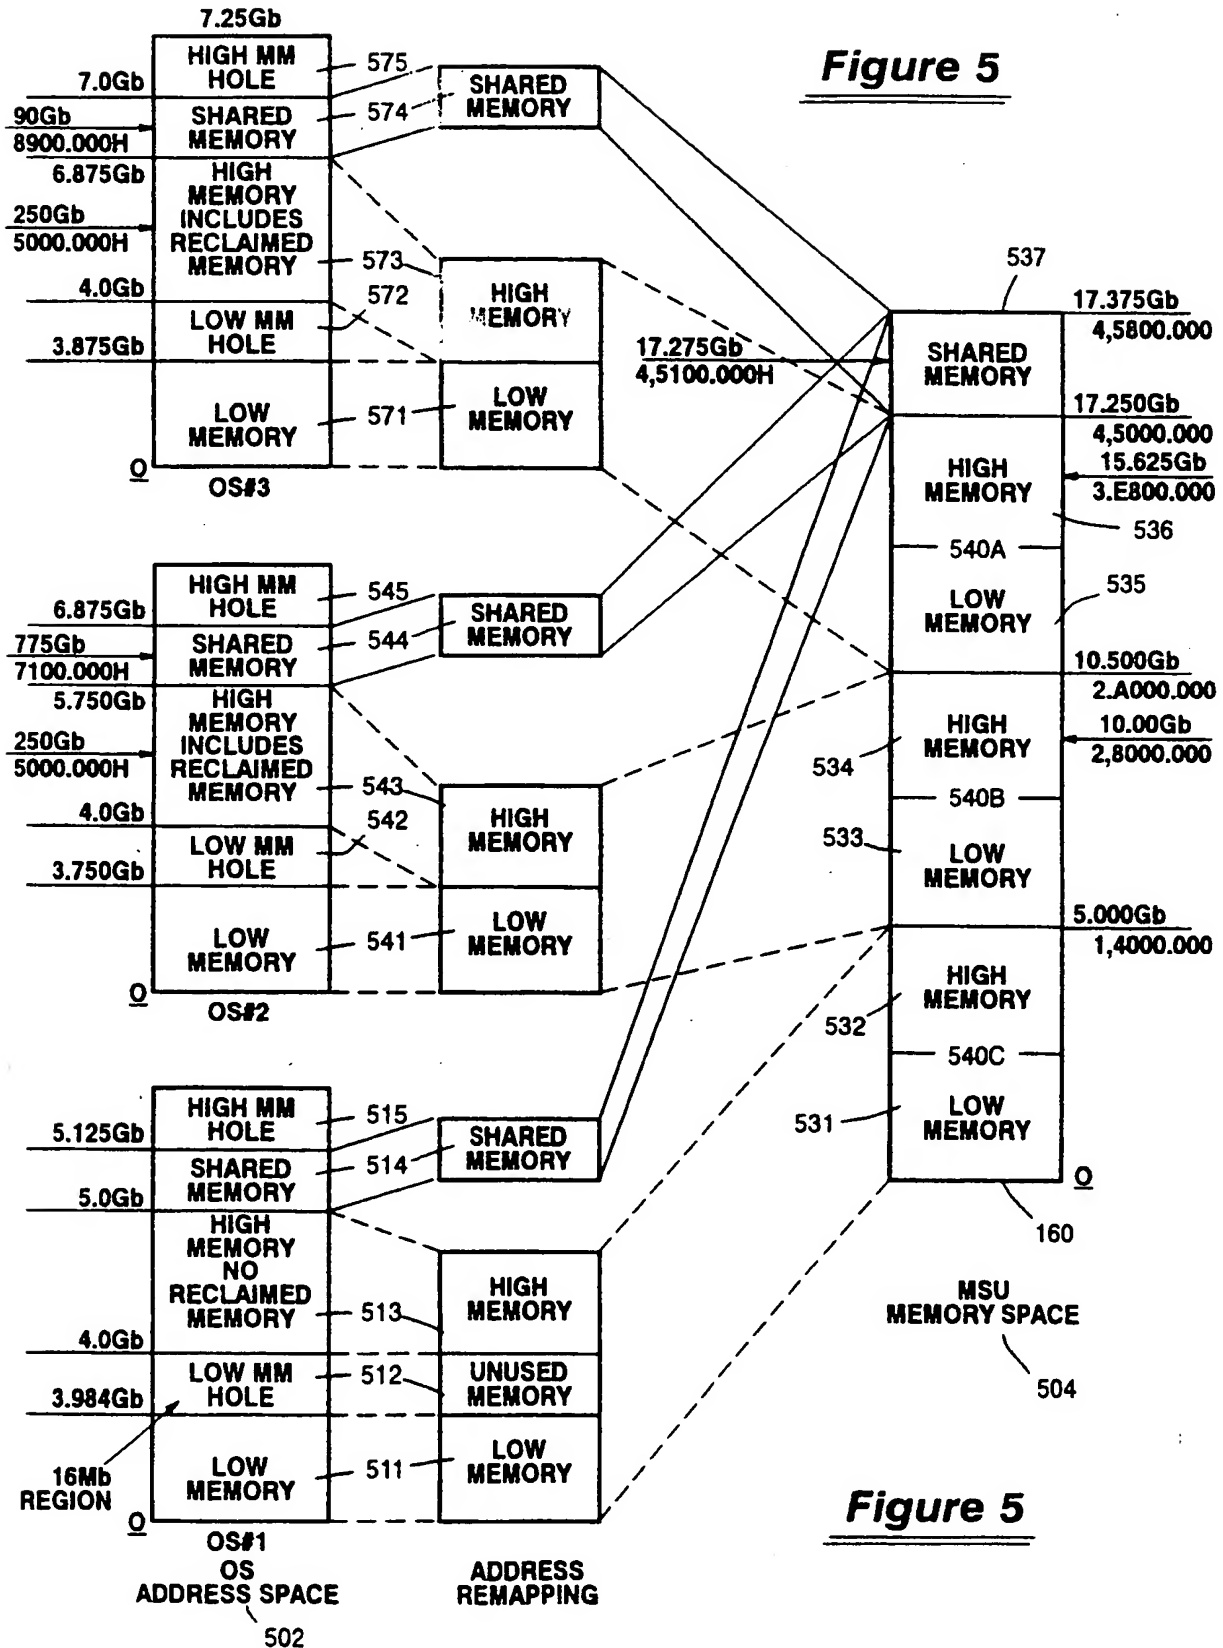 Figure 5
7.25Gb
HIGH MM
HOLE
575
7.0Gb
SHARED
MEMORY
574
SHARED
MEMORY
90Gb
8900.000H
6.875Gb
HIGH
MEMORY
INCLUDES
RECLAIMED
MEMORY
250Gb
5000.000H
573
HIGH
MEMORY
4.0Gb
572
LOW MM
HOLE
3.875Gb
LOW
MEMORY
571
LOW
MEMORY
0
OS#3
HIGH MM
HOLE
545
6.875Gb
SHARED
MEMORY
544
SHARED
MEMORY
775Gb
7100.000H
5.750Gb
HIGH
MEMORY
INCLUDES
RECLAIMED
MEMORY
250Gb
5000.000H
543
HIGH
MEMORY
4.0Gb
542
LOW MM
HOLE
3.750Gb
LOW
MEMORY
541
LOW
MEMORY
0
OS#2
HIGH MM
HOLE
515
5.125Gb
SHARED
MEMORY
514
SHARED
MEMORY
5.0Gb
HIGH
MEMORY
NO
RECLAIMED
MEMORY
513
HIGH
MEMORY
4.0Gb
LOW MM
HOLE
512
UNUSED
MEMORY
3.984Gb
16Mb
REGION
LOW
MEMORY
511
LOW
MEMORY
0
OS#1
OS
ADDRESS SPACE
502
ADDRESS
REMAPPING
537
17.375Gb
4,5800.000
17.275Gb
4,5100.000H
SHARED
MEMORY
17.250Gb
4,5000.000
HIGH
MEMORY
15.625Gb
3.E800.000
536
540A
LOW
MEMORY
535
10.500Gb
2.A000.000
HIGH
MEMORY
10.00Gb
2,8000.000
534
540B
533
LOW
MEMORY
5.000Gb
1,4000.000
HIGH
MEMORY
532
540C
531
LOW
MEMORY
0
160
MSU
MEMORY SPACE
504
Figure 5